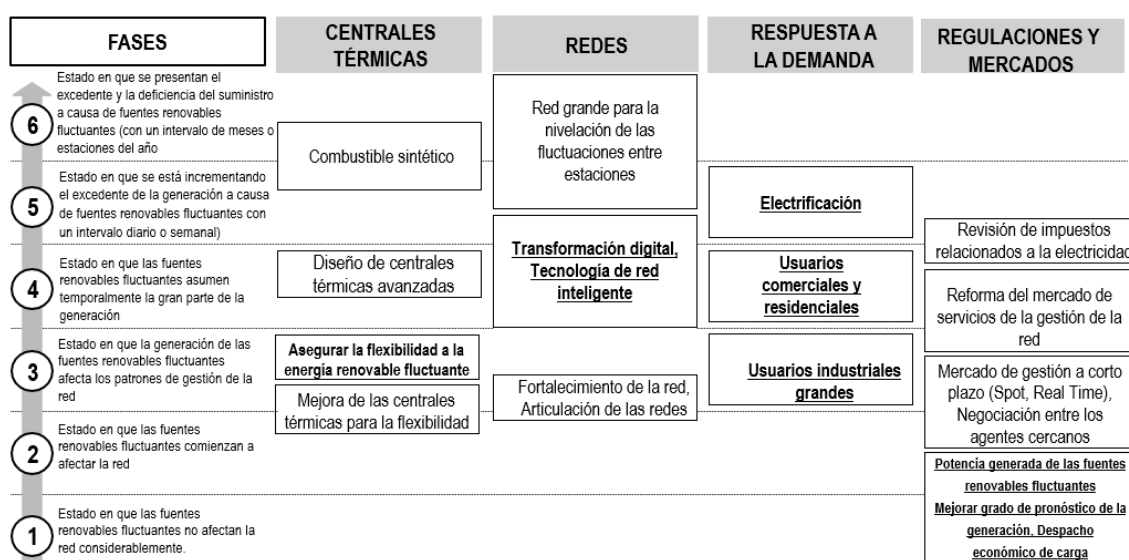 FASES
CENTRALES
TÉRMICAS
REDES
RESPUESTA A
LA DEMANDA
REGULACIONES Y
MERCADOS
6
Estado en que se presentan el
excedente y la deficiencia del suministro
a causa de fuentes renovables
fluctuantes (con un intervalo de meses o
estaciones del año
5
Estado en que se está incrementando
el excedente de la generación a causa
de fuentes renovables fluctuantes con
un intervalo diario o semanal)
4
Estado en que las fuentes
renovables fluctuantes asumen
temporalmente la gran parte de la
generación
3
Estado en que la generación de las
fuentes renovables fluctuantes
afecta los patrones de gestión de la
red
2
Estado en que las fuentes
renovables fluctuantes comienzan a
afectar la red
1
Estado en que las fuentes
renovables fluctuantes no afectan la
red considerablemente.
Combustible sintético
Diseño de centrales
térmicas avanzadas
Asegurar la flexibilidad a la
energía renovable fluctuante
Mejora de las centrales
térmicas para la flexibilidad
Red grande para la
nivelación de las
fluctuaciones entre
estaciones
Transformación digital,
Tecnología de red
inteligente
Fortalecimiento de la red,
Articulación de las redes
Electrificación
Usuarios
comerciales y
residenciales
Usuarios industriales
grandes
Revisión de impuestos
relacionados a la electricidad
Reforma del mercado de
servicios de la gestión de la
red
Mercado de gestión a corto
plazo (Spot, Real Time),
Negociación entre los
agentes cercanos
Potencia generada de las fuentes
renovables fluctuantes
Mejorar grado de pronóstico de la
generación, Despacho
económico de carga